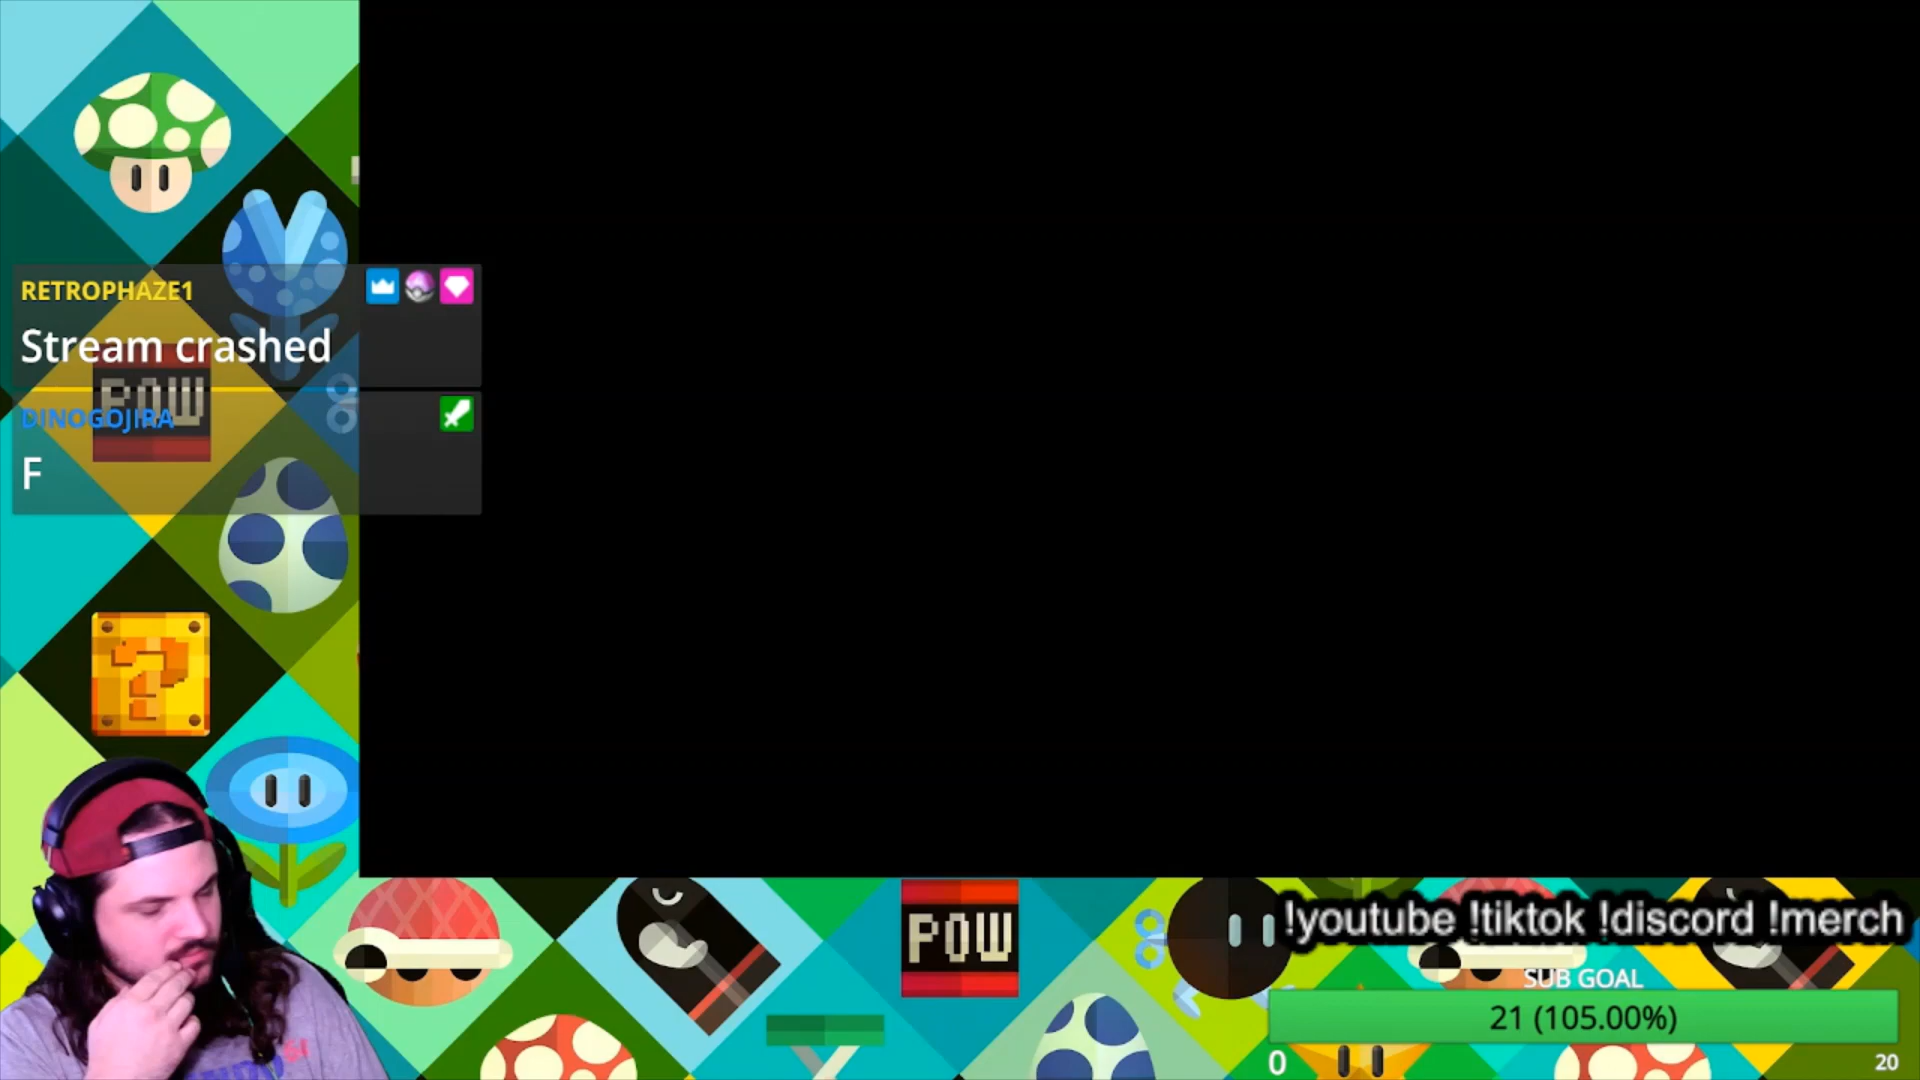 RETROPHAZE1
Stream crashed
POW
DINOGOJIRA
F
?
POW
!youtube !tiktok !discord !merch
SUB GOAL
21 (105.00%)
0
20